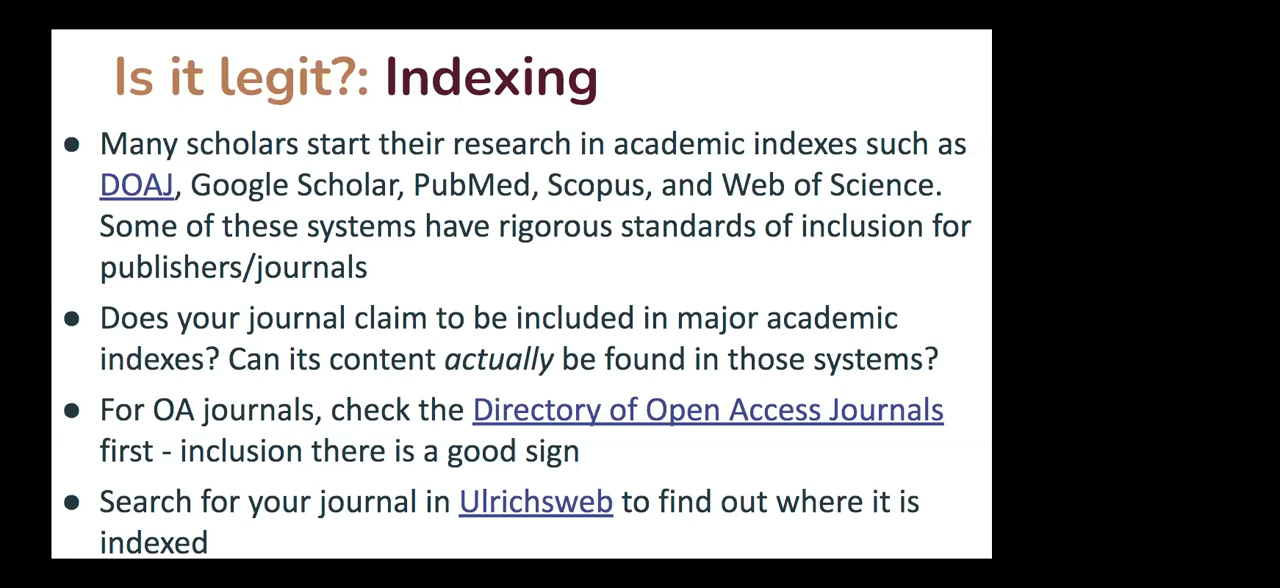 Is it legit?: Indexing
● Many scholars start their research in academic indexes such as
DOAJ, Google Scholar, PubMed, Scopus, and Web of Science.
Some of these systems have rigorous standards of inclusion for
publishers/journals
● Does your journal claim to be included in major academic
indexes? Can its content actually be found in those systems?
● For OA journals, check the Directory of Open Access Journals
first - inclusion there is a good sign
● Search for your journal in Ulrichsweb to find out where it is
indexed